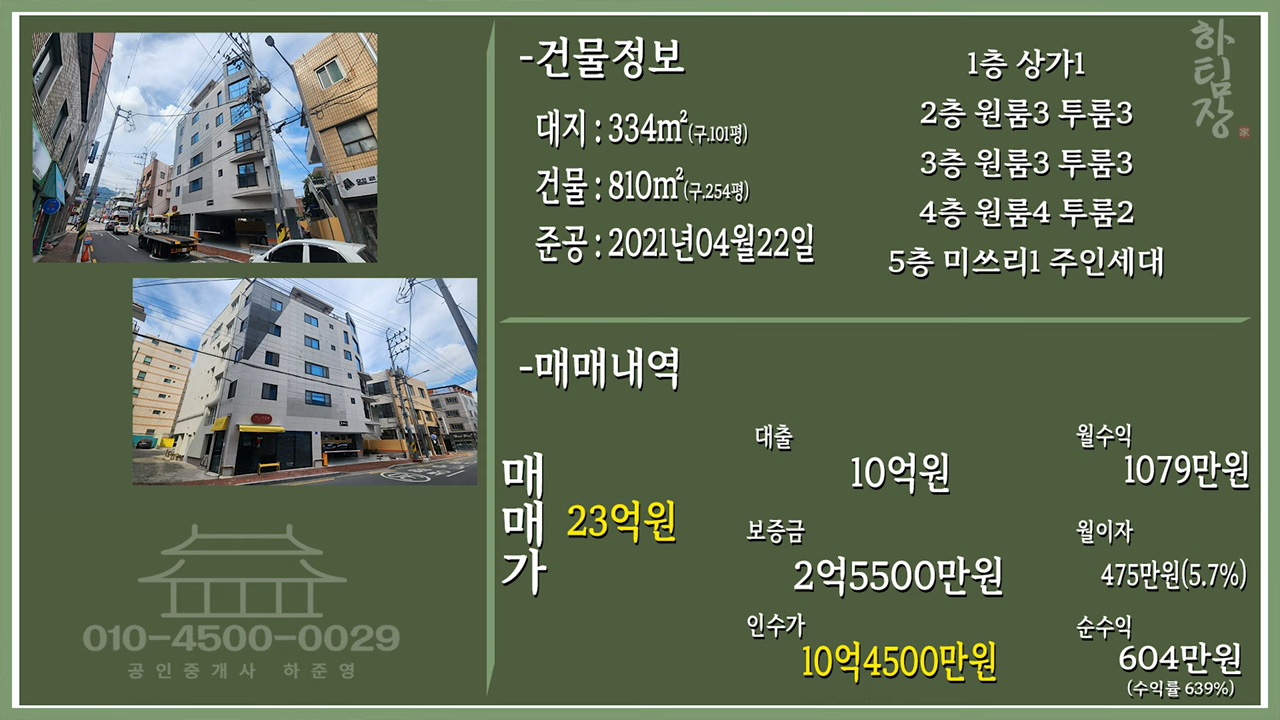 -건물정보
대지 : 334㎡(구.101평)
건물 : 810㎡(구.254평)
준공 : 2021년04월22일
1층 상가1
2층 원룸3 투룸3
3층 원룸3 투룸3
4층 원룸4 투룸2
5층 미쓰리1 주인세대
하팀장
家
-매매내역
매매가
23억원
대출
10억원
보증금
2억5500만원
인수가
10억4500만원
월수익
1079만원
월이자
475만원(5.7%)
순수익
604만원
(수익률 639%)
010-4500-0029
공인중개사 하준영